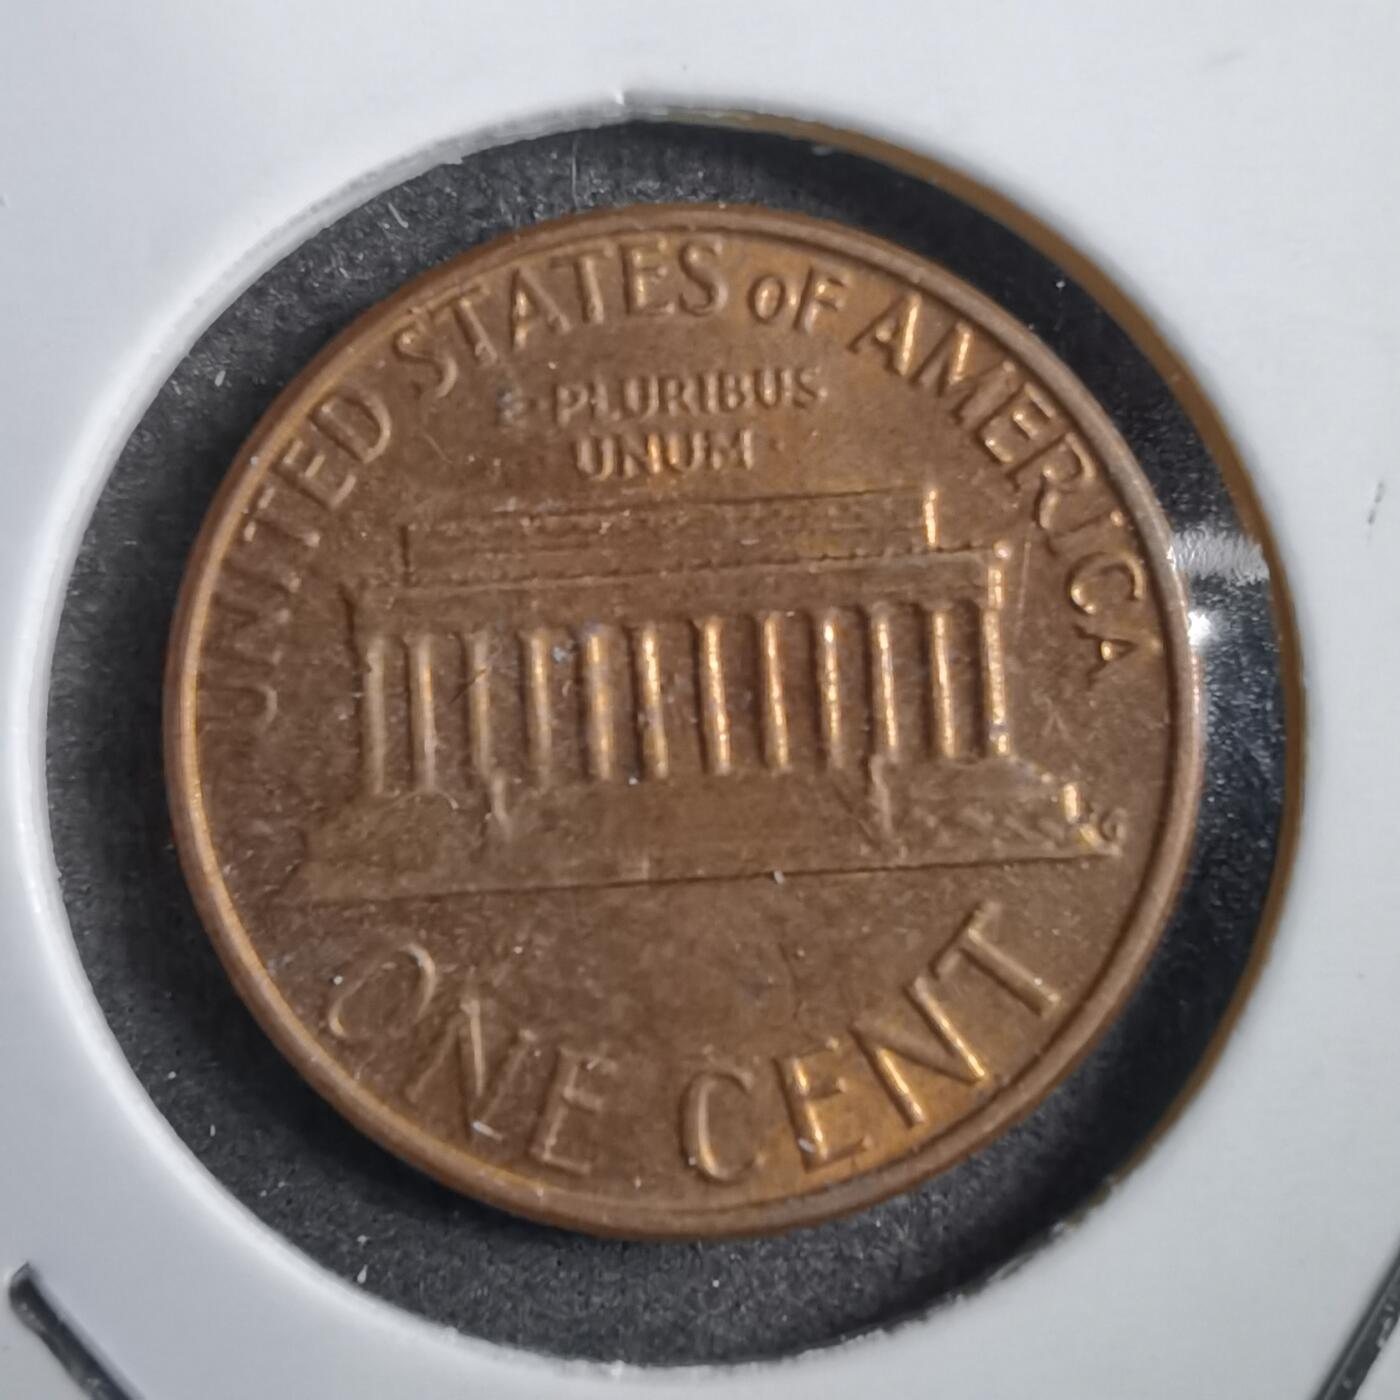 UNITED STATES OF AMERICA
E·PLURIBUS
UNUM·
ONE CENT